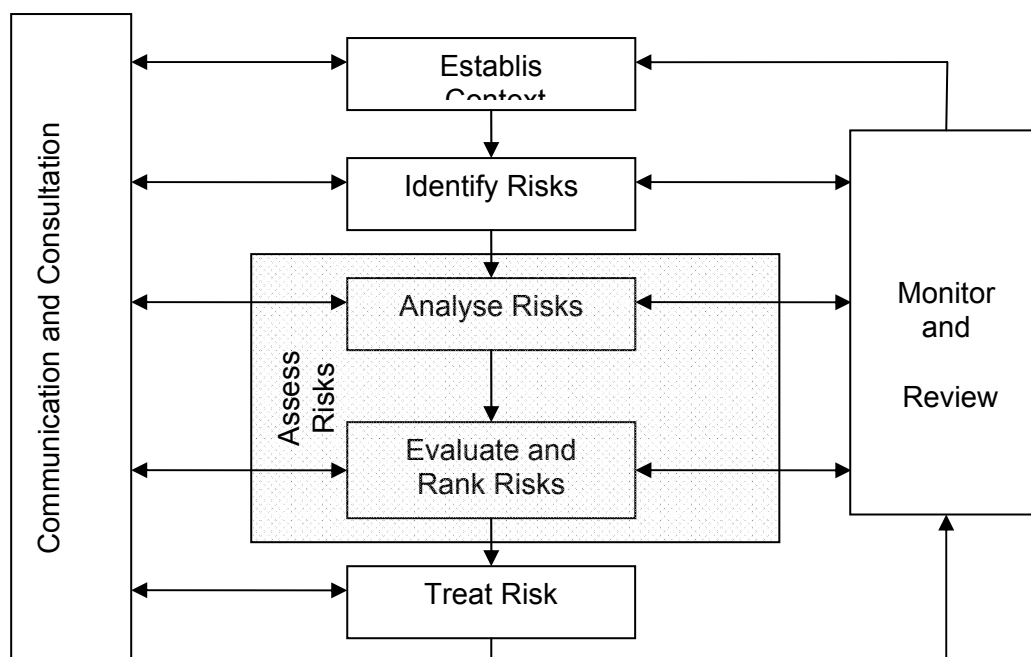 Communication and Consultation
Establis
Context
Identify Risks
Analyse Risks
Assess
Risks
Evaluate and
Rank Risks
Treat Risk
Monitor
and
Review